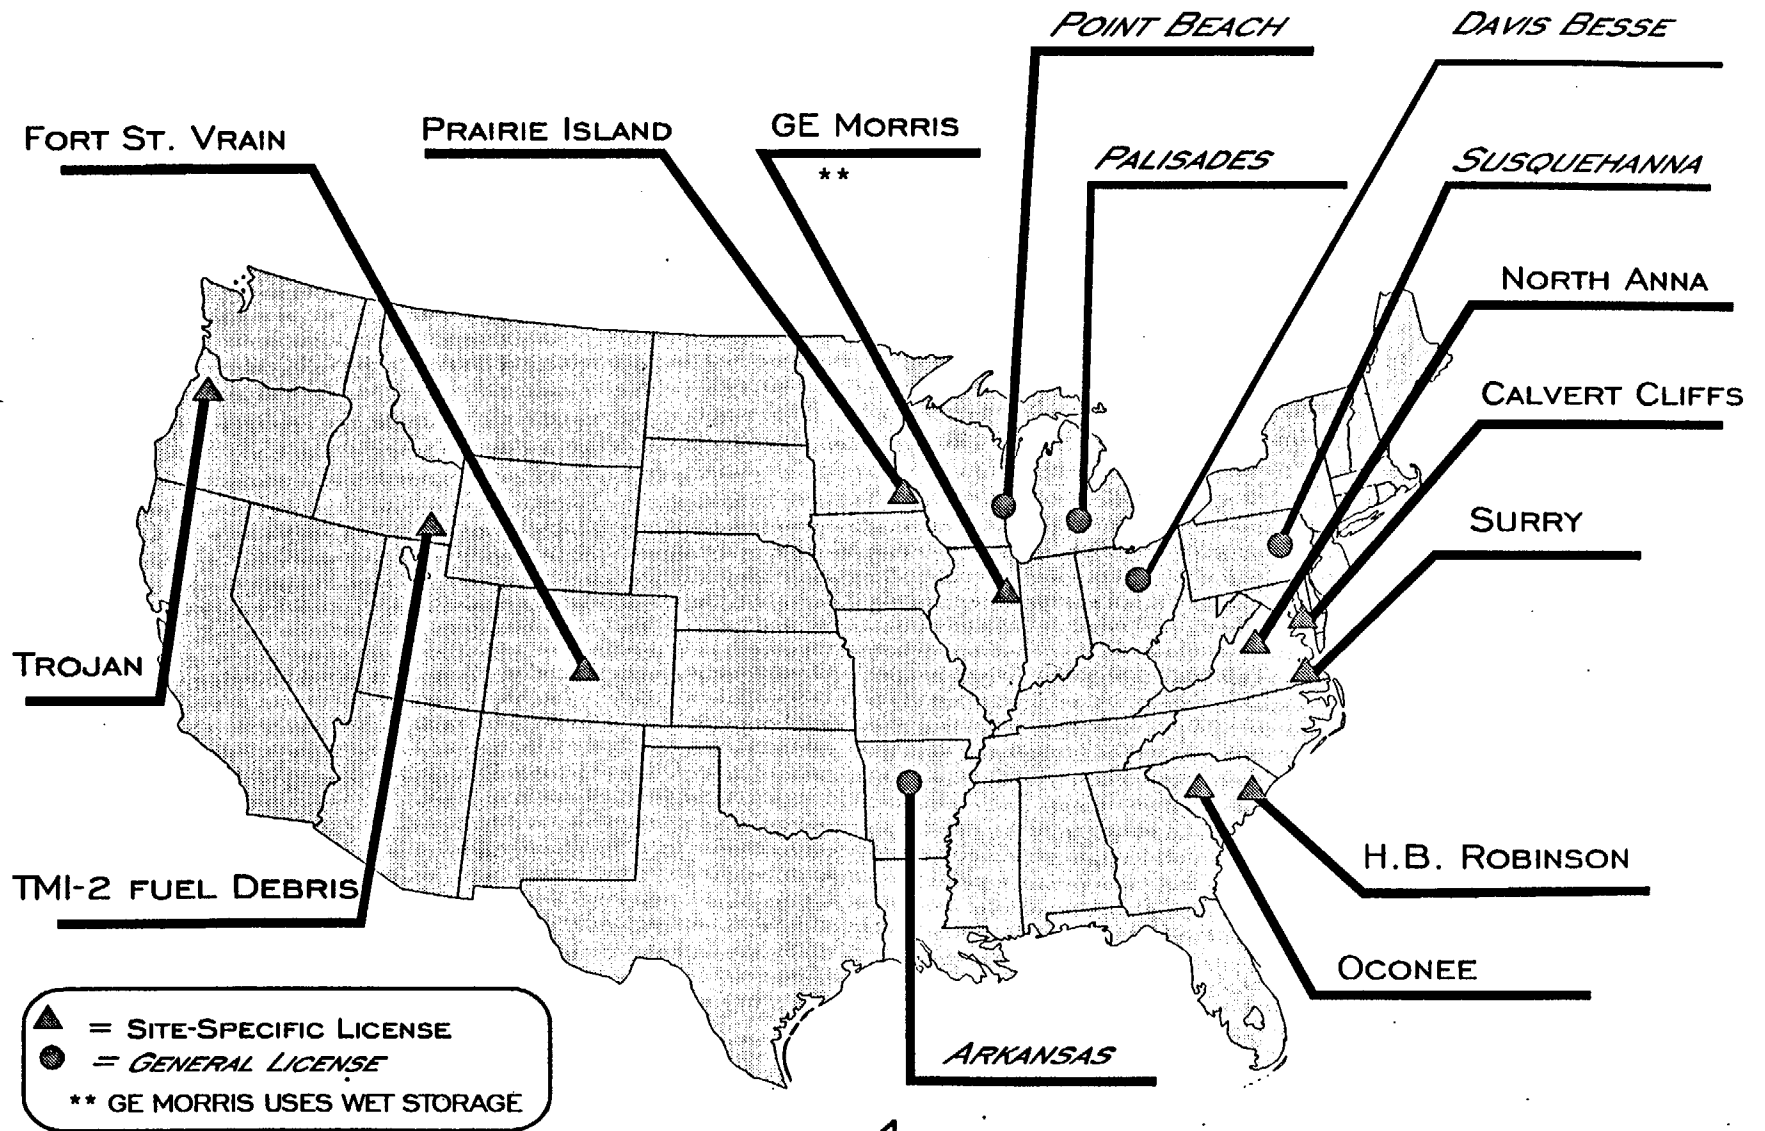 POINT BEACH
DAVIS BESSE
FORT ST. VRAIN
PRAIRIE ISLAND
GE MORRIS
**
PALISADES
SUSQUEHANNA
NORTH ANNA
CALVERT CLIFFS
SURRY
TROJAN
H.B. ROBINSON
TMI-2 FUEL DEBRIS
OCONEE
ARKANSAS
= SITE-SPECIFIC LICENSE
= GENERAL LICENSE
** GE MORRIS USES WET STORAGE